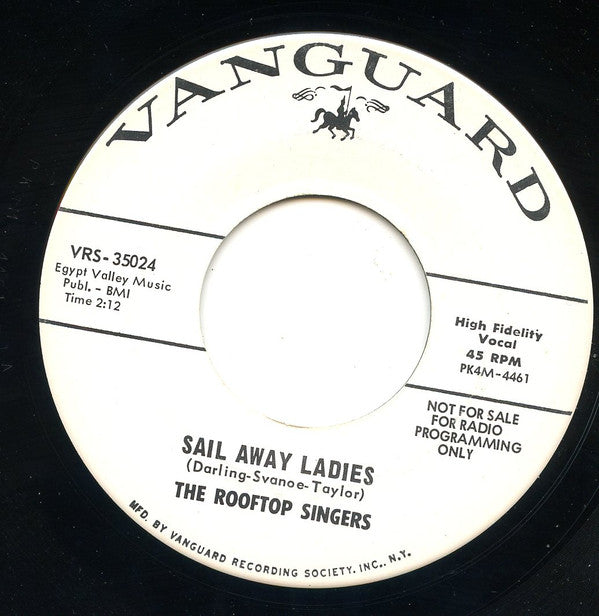 VANGUARD
VRS-35024
Egypt Valley Music
Publ. - BMI
Time 2:12
High Fidelity
Vocal
45 RPM
PK4M-4461
NOT FOR SALE
FOR RADIO
PROGRAMMING
ONLY
SAIL AWAY LADIES
(Darling-Svanoe-Taylor)
THE ROOFTOP SINGERS
MFD. BY VANGUARD RECORDING SOCIETY, INC., N.Y.